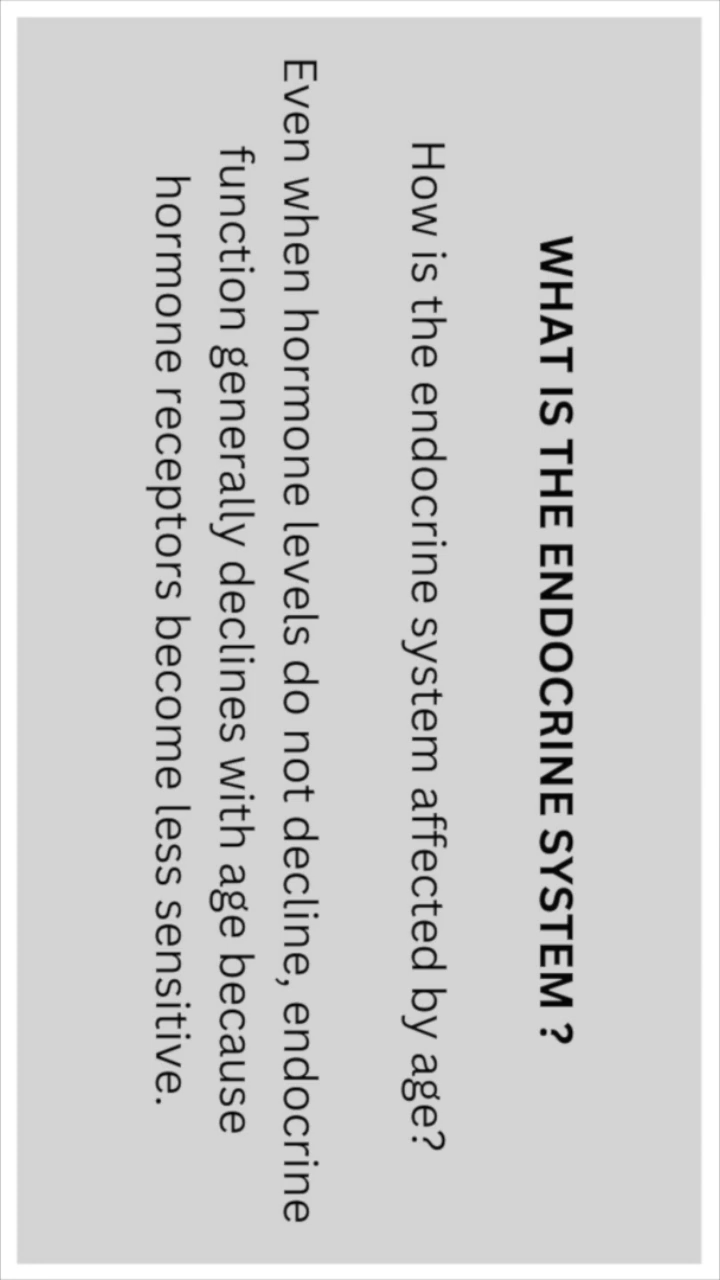 WHAT IS THE ENDOCRINE SYSTEM ?
How is the endocrine system affected by age?
Even when hormone levels do not decline, endocrine
function generally declines with age because
hormone receptors become less sensitive.